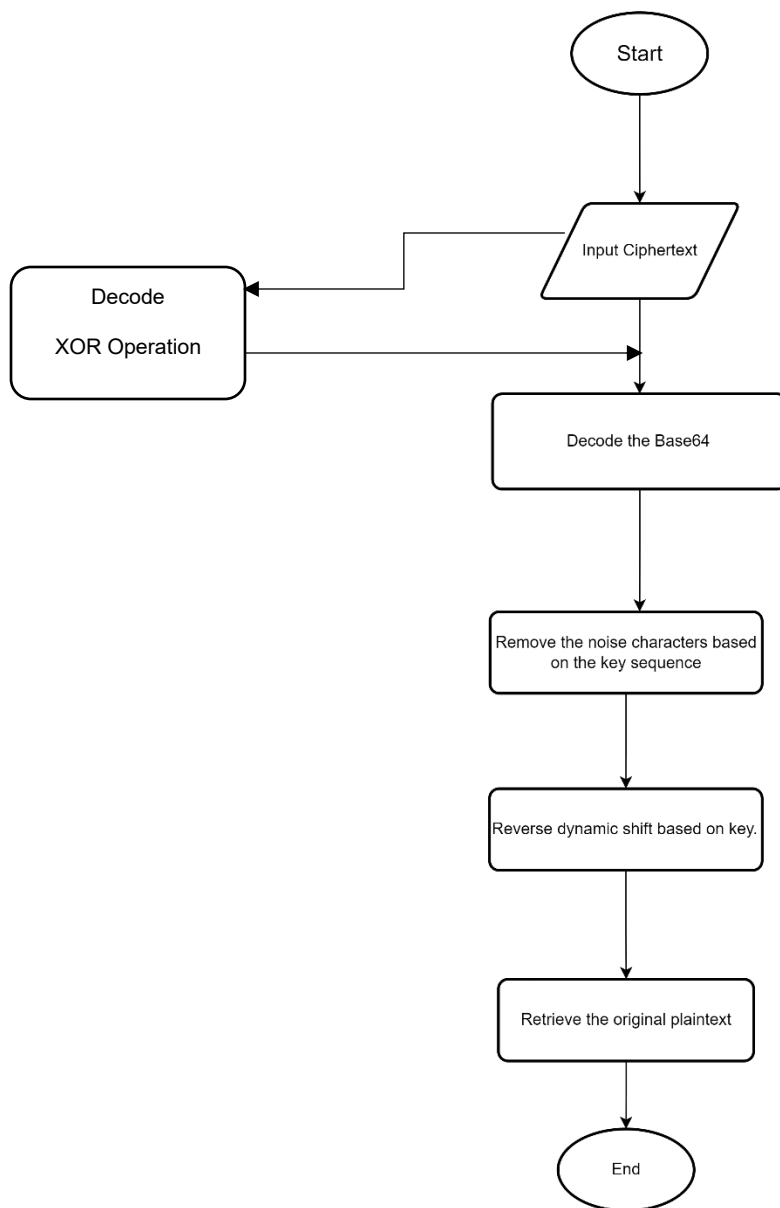 Start
Input Ciphertext
Decode
XOR Operation
Decode the Base64
Remove the noise characters based
on the key sequence
Reverse dynamic shift based on key.
Retrieve the original plaintext
End